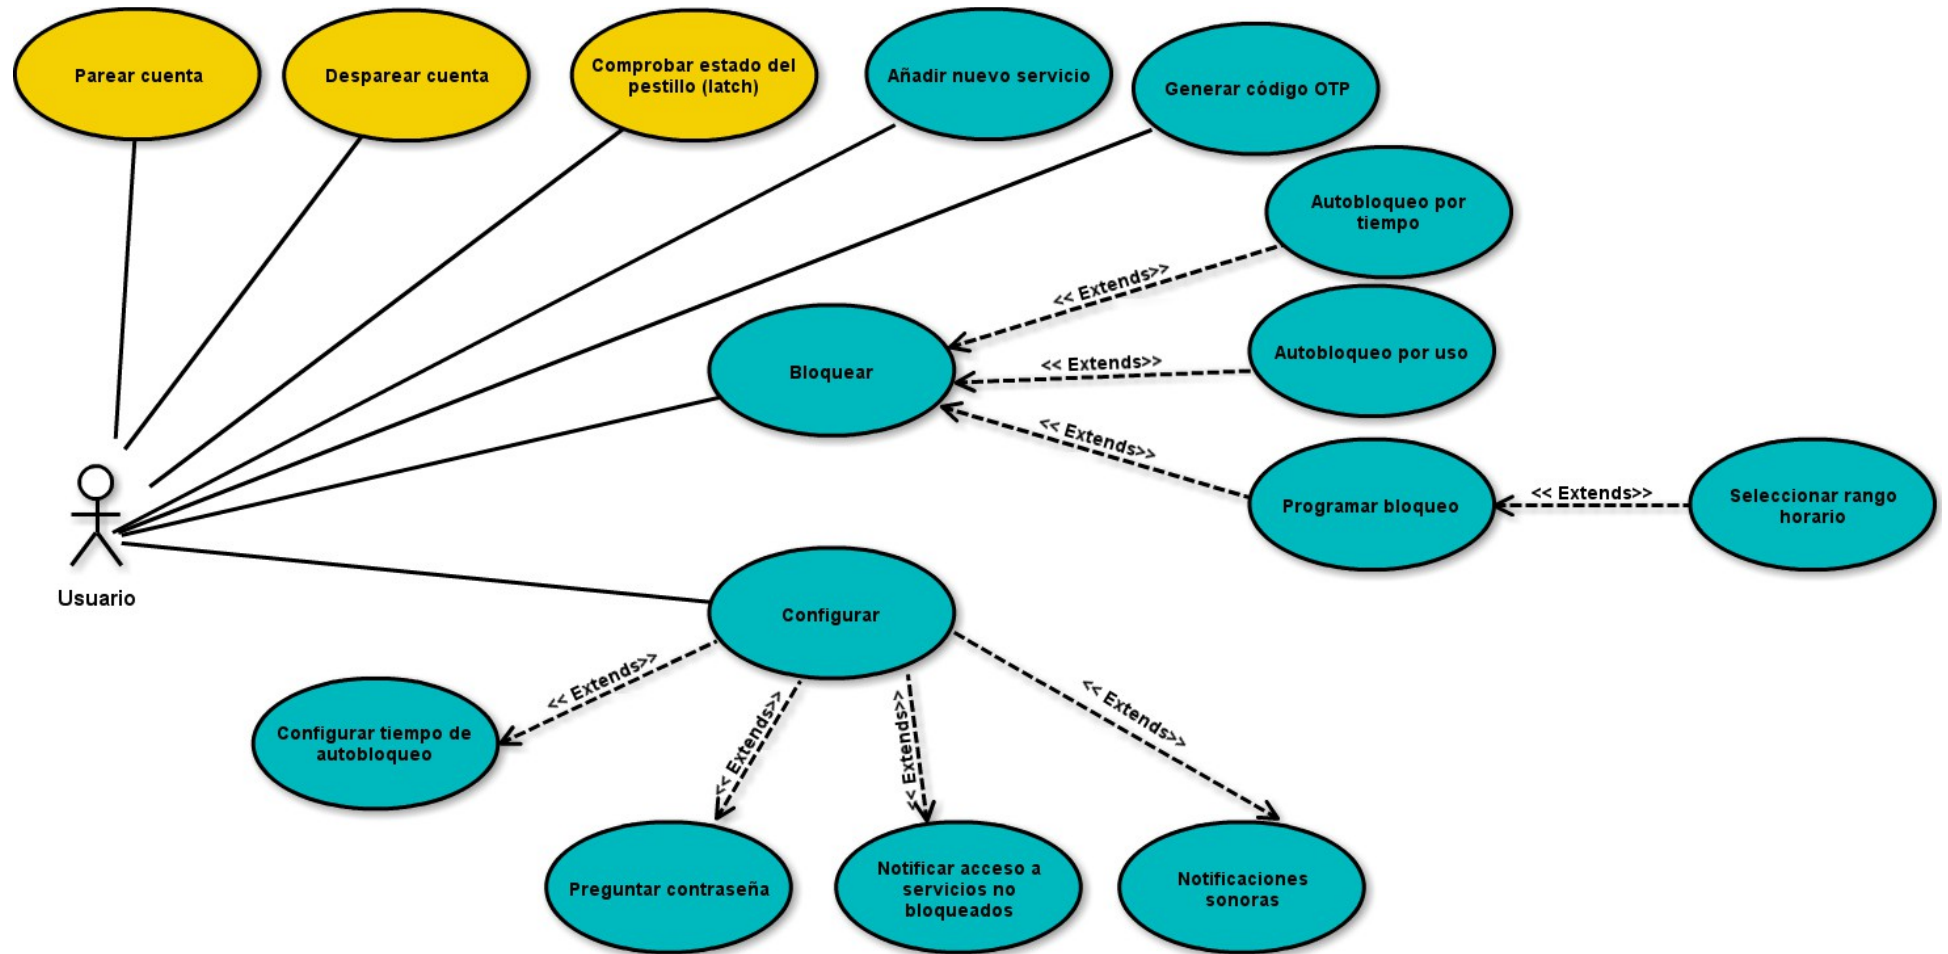 Parear cuenta
Desparear cuenta
Comprobar estado del
pestillo (latch)
Añadir nuevo servicio
Generar código OTP
Autobloqueo por
tiempo
<< Extends>>
Bloquear
<< Extends>>
Autobloqueo por uso
<< Extends>>
Programar bloqueo
<< Extends>>
Seleccionar rango
horario
Usuario
Configurar
<< Extends>>
<< Extends>>
<< Extends>>
<< Extends>>
Configurar tiempo de
autobloqueo
Preguntar contraseña
Notificar acceso a
servicios no
bloqueados
Notificaciones
sonoras